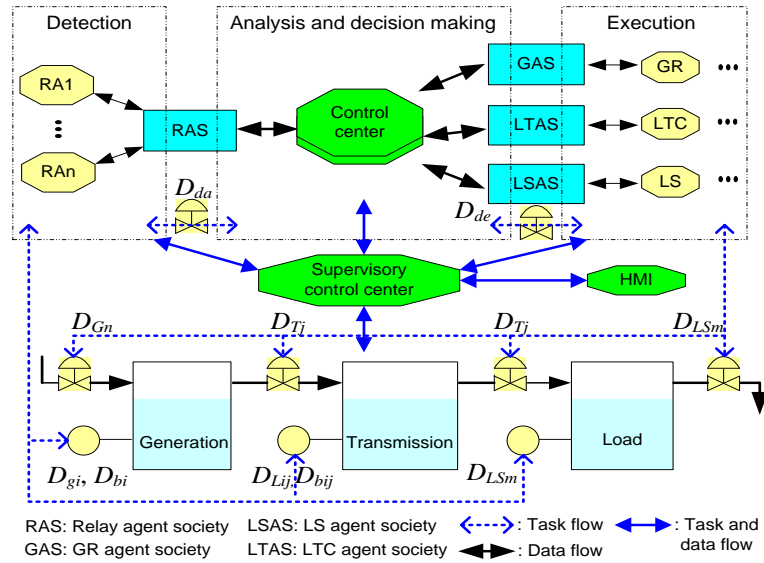 Detection
Analysis and decision making
Execution
RA1
RAn
RAS
Control
center
GAS
LTAS
LSAS
GR
LTC
LS
D_da
D_de
Supervisory
control center
HMI
D_Gn
D_Tj
D_Tj
D_LSm
Generation
Transmission
Load
D_gi, D_bi
D_Lij, D_bij
D_LSm
RAS: Relay agent society
LSAS: LS agent society
: Task flow
: Task and
data flow
GAS: GR agent society
LTAS: LTC agent society
: Data flow